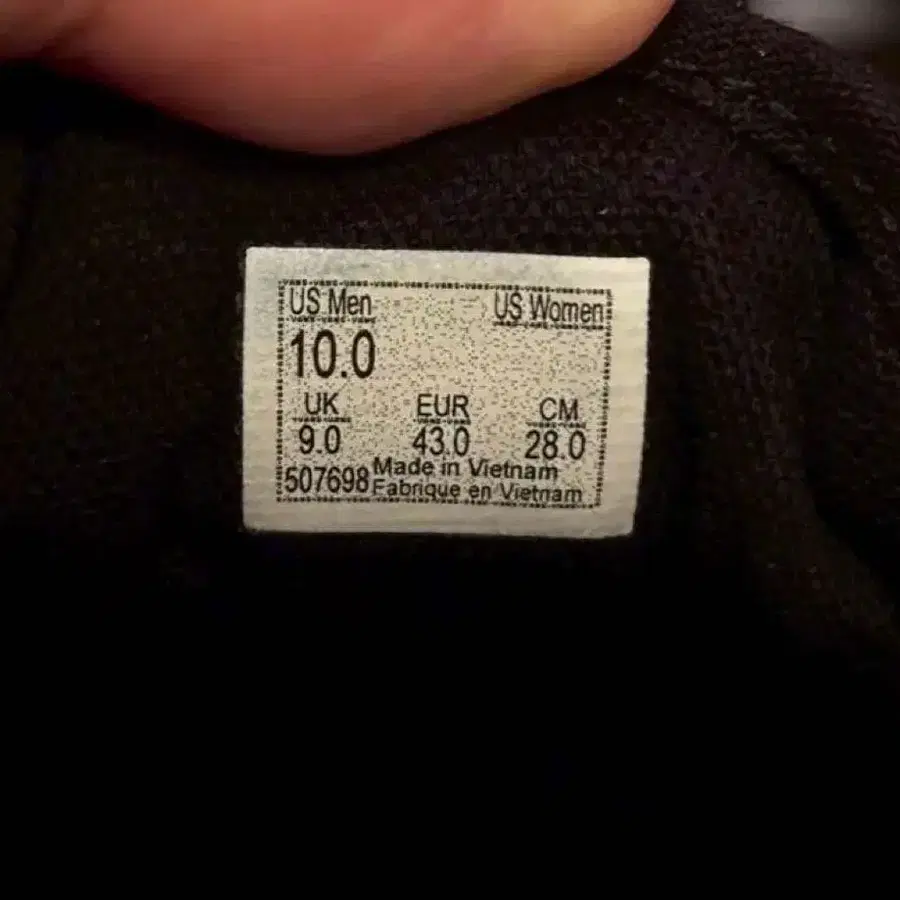 US Men US Women
10.0
UK EUR CM
9.0 43.0 28.0
507698 Made in Vietnam
Fabrique en Vietnam